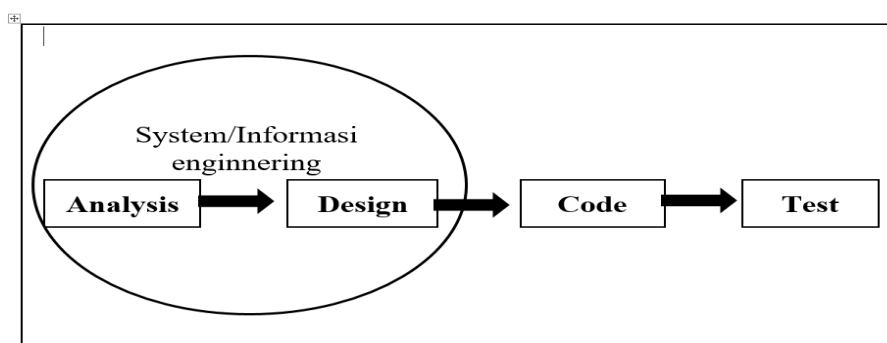 System/Informasi
enginnering
Analysis
Design
Code
Test